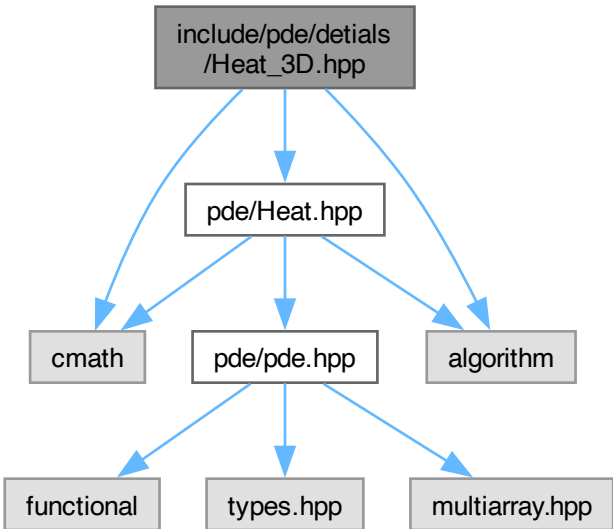 include/pde/detials
/Heat_3D.hpp
pde/Heat.hpp
cmath
pde/pde.hpp
algorithm
functional
types.hpp
multiarray.hpp